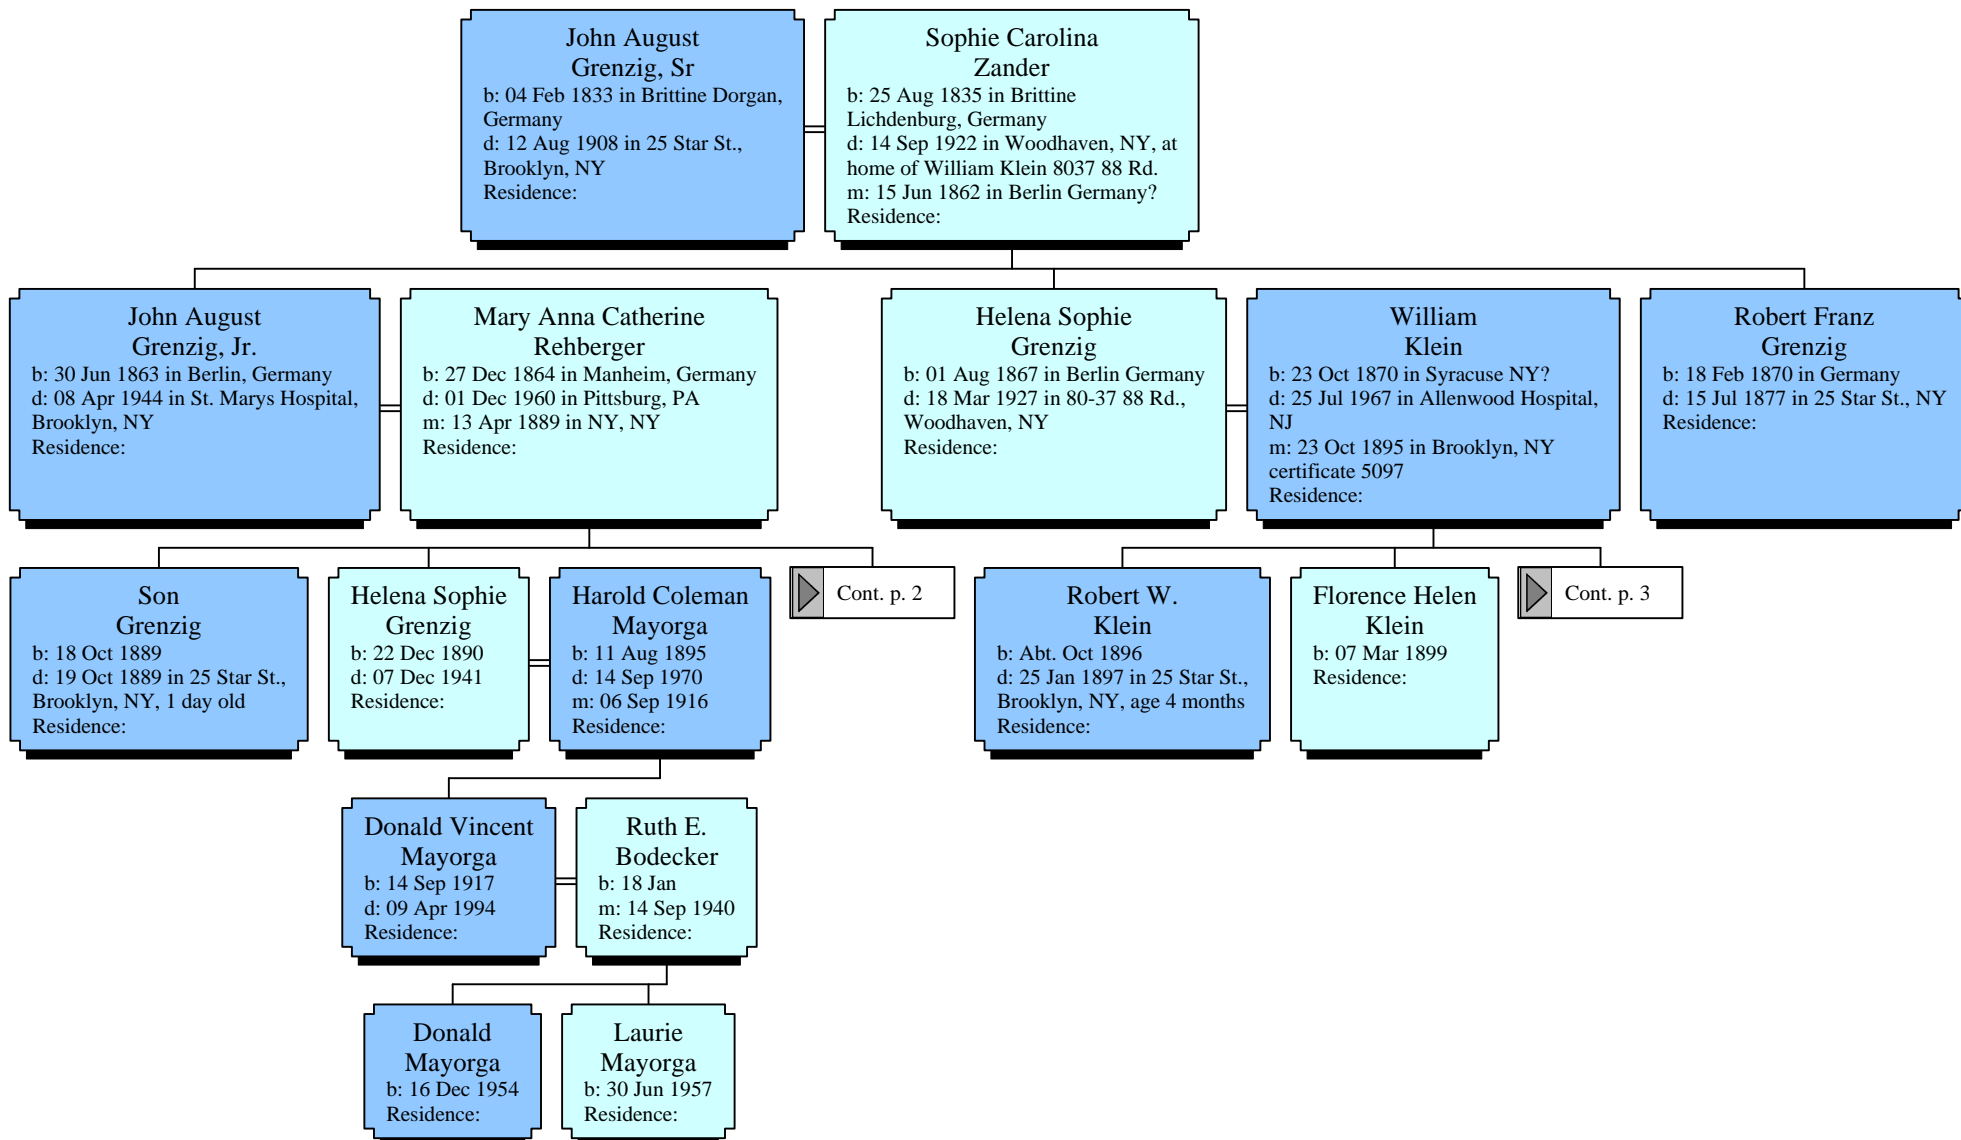 John August
Grenzig, Sr
b: 04 Feb 1833 in Brittine Dorgan,
Germany
d: 12 Aug 1908 in 25 Star St.,
Brooklyn, NY
Residence:
Sophie Carolina
Zander
b: 25 Aug 1835 in Brittine
Lichdenburg, Germany
d: 14 Sep 1922 in Woodhaven, NY, at
home of William Klein 8037 88 Rd.
m: 15 Jun 1862 in Berlin Germany?
Residence:
John August
Grenzig, Jr.
b: 30 Jun 1863 in Berlin, Germany
d: 08 Apr 1944 in St. Marys Hospital,
Brooklyn, NY
Residence:
Mary Anna Catherine
Rehberger
b: 27 Dec 1864 in Manheim, Germany
d: 01 Dec 1960 in Pittsburg, PA
m: 13 Apr 1889 in NY, NY
Residence:
Helena Sophie
Grenzig
b: 01 Aug 1867 in Berlin Germany
d: 18 Mar 1927 in 80-37 88 Rd.,
Woodhaven, NY
Residence:
William
Klein
b: 23 Oct 1870 in Syracuse NY?
d: 25 Jul 1967 in Allenwood Hospital,
NJ
m: 23 Oct 1895 in Brooklyn, NY
certificate 5097
Residence:
Robert Franz
Grenzig
b: 18 Feb 1870 in Germany
d: 15 Jul 1877 in 25 Star St., NY
Residence:
Son
Grenzig
b: 18 Oct 1889
d: 19 Oct 1889 in 25 Star St.,
Brooklyn, NY, 1 day old
Residence:
Helena Sophie
Grenzig
b: 22 Dec 1890
d: 07 Dec 1941
Residence:
Harold Coleman
Mayorga
b: 11 Aug 1895
d: 14 Sep 1970
m: 06 Sep 1916
Residence:
Cont. p. 2
Robert W.
Klein
b: Abt. Oct 1896
d: 25 Jan 1897 in 25 Star St.,
Brooklyn, NY, age 4 months
Residence:
Florence Helen
Klein
b: 07 Mar 1899
Residence:
Cont. p. 3
Donald Vincent
Mayorga
b: 14 Sep 1917
d: 09 Apr 1994
Residence:
Ruth E.
Bodecker
b: 18 Jan
m: 14 Sep 1940
Residence:
Donald
Mayorga
b: 16 Dec 1954
Residence:
Laurie
Mayorga
b: 30 Jun 1957
Residence: